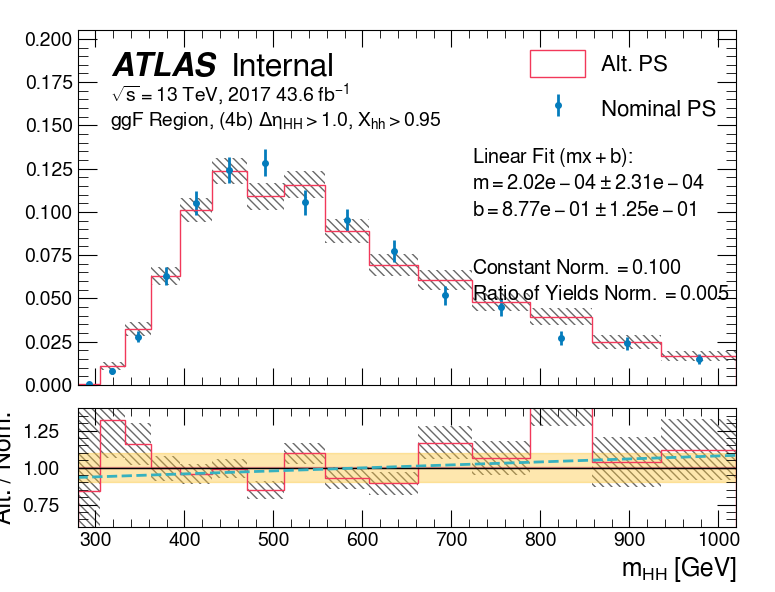 ATLAS Internal
√s = 13 TeV, 2017 43.6 fb⁻¹
ggF Region, (4b) Δη_HH > 1.0, X_hh > 0.95
Alt. PS
Nominal PS
Linear Fit (mx + b):
m = 2.02e − 04 ± 2.31e − 04
b = 8.77e − 01 ± 1.25e − 01
Constant Norm. = 0.100
Ratio of Yields Norm. = 0.005
0.200
0.175
0.150
0.125
0.100
0.075
0.050
0.025
0.000
Alt. / Nom.
1.25
1.00
0.75
300 400 500 600 700 800 900 1000
m_HH [GeV]